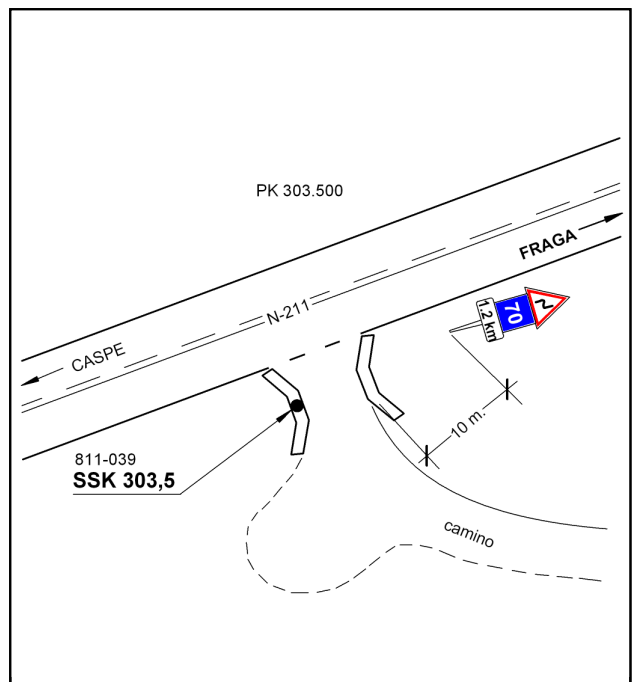 PK 303.500
FRAGA
N-211
CASPE
1.2 km
70
10 m.
811-039
SSK 303,5
camino